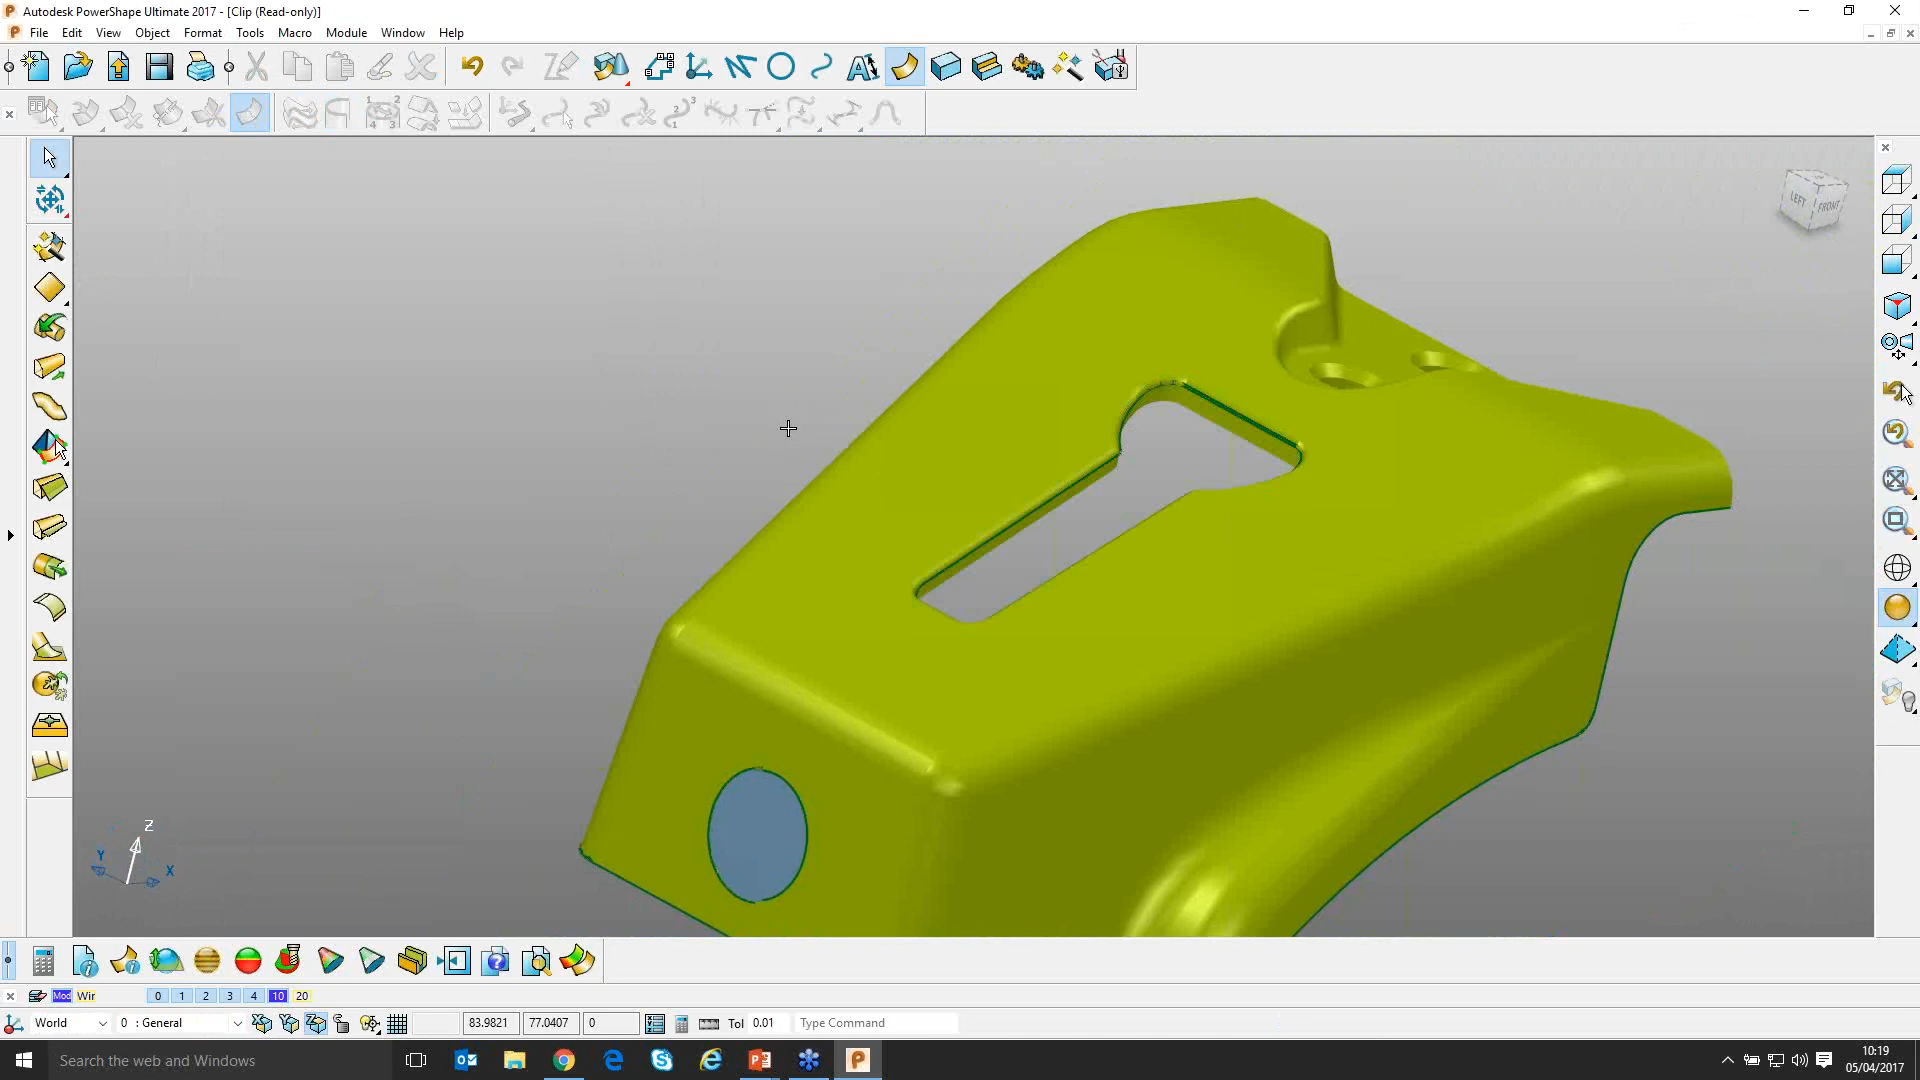 Autodesk PowerShape Ultimate 2017 - [Clip (Read-only)]
File Edit View Object Format Tools Macro Module Window Help
LEFT FRONT
Z
Y X
Mod Wir 0 1 2 3 4 10 20
World 0 : General 83.9821 77.0407 0 Tol 0.01 Type Command
Search the web and Windows
10:19
05/04/2017